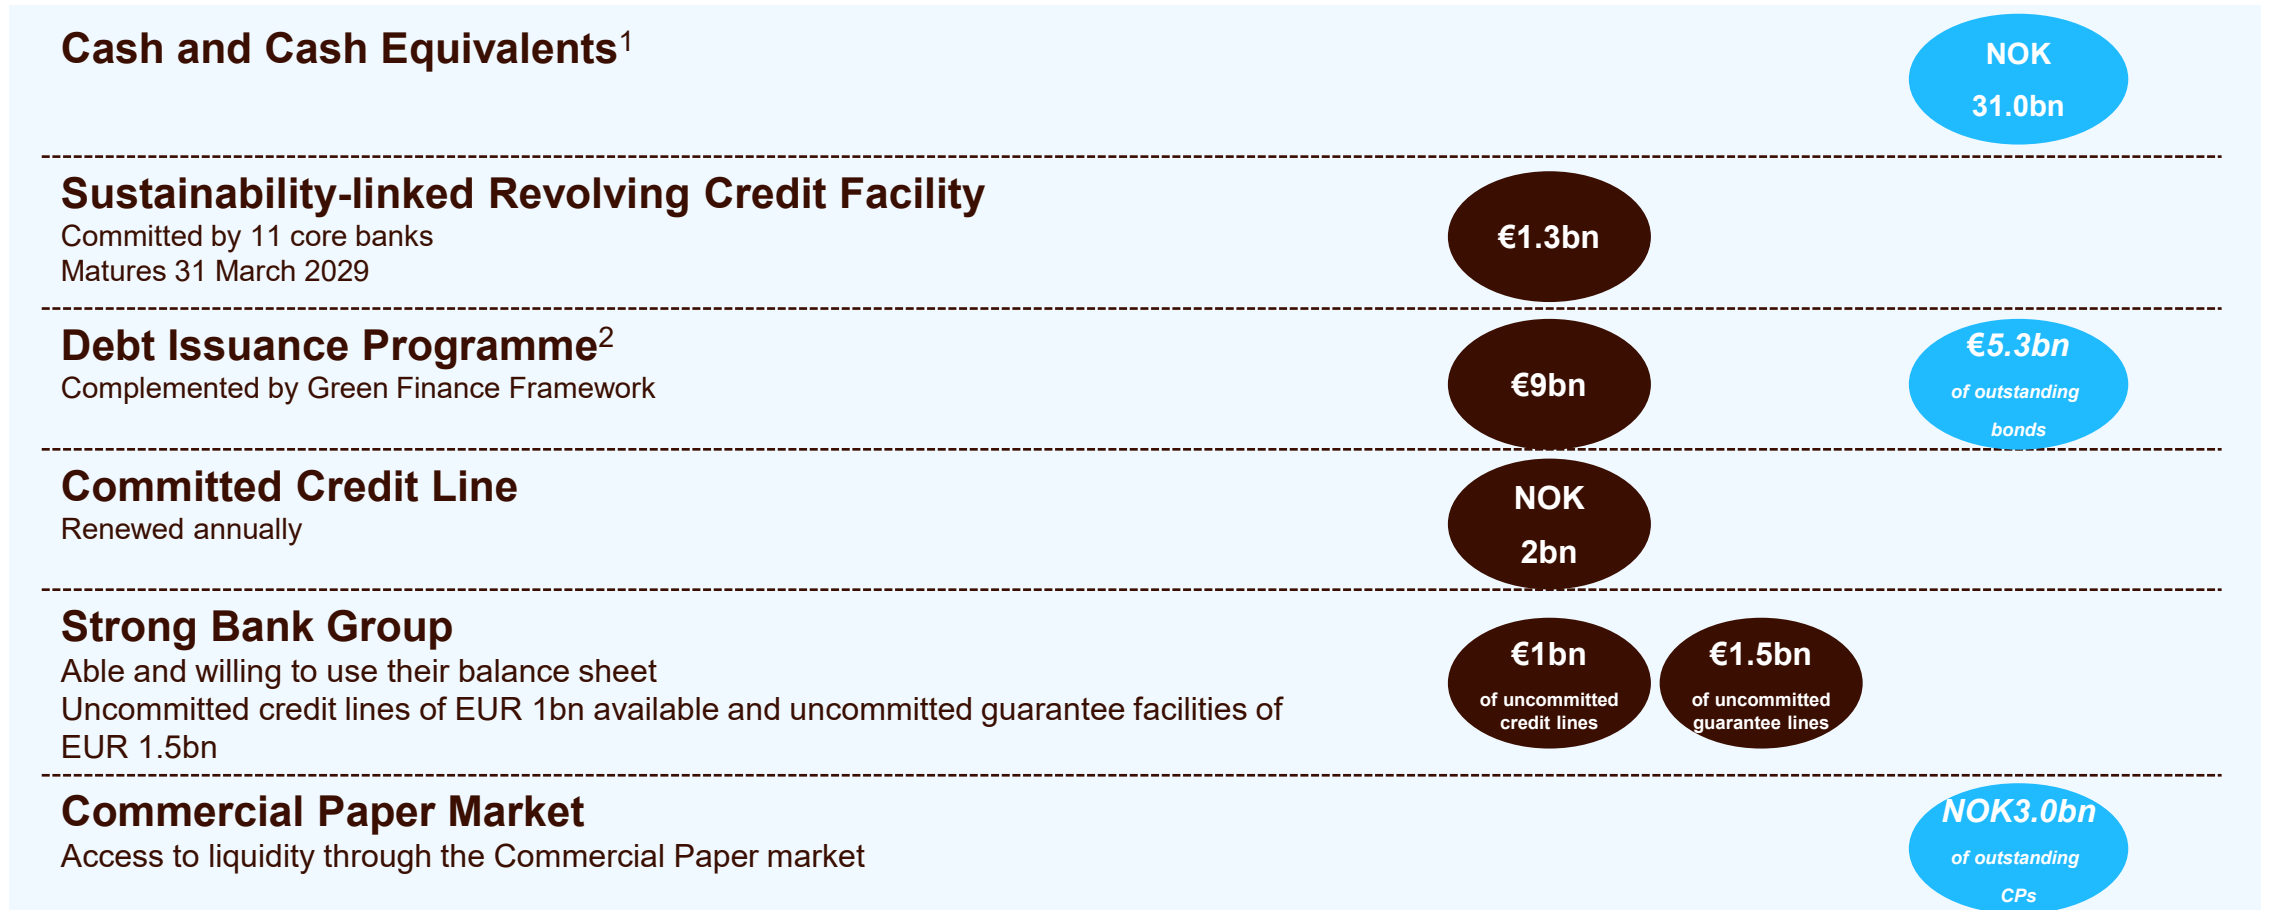 Cash and Cash Equivalents1
NOK
31.0bn
Sustainability-linked Revolving Credit Facility
Committed by 11 core banks
Matures 31 March 2029
€1.3bn
Debt Issuance Programme2
Complemented by Green Finance Framework
€9bn
€5.3bn
of outstanding
bonds
Committed Credit Line
Renewed annually
NOK
2bn
Strong Bank Group
Able and willing to use their balance sheet
Uncommitted credit lines of EUR 1bn available and uncommitted guarantee facilities of
EUR 1.5bn
€1bn
of uncommitted
credit lines
€1.5bn
of uncommitted
guarantee lines
Commercial Paper Market
Access to liquidity through the Commercial Paper market
NOK3.0bn
of outstanding
CPs